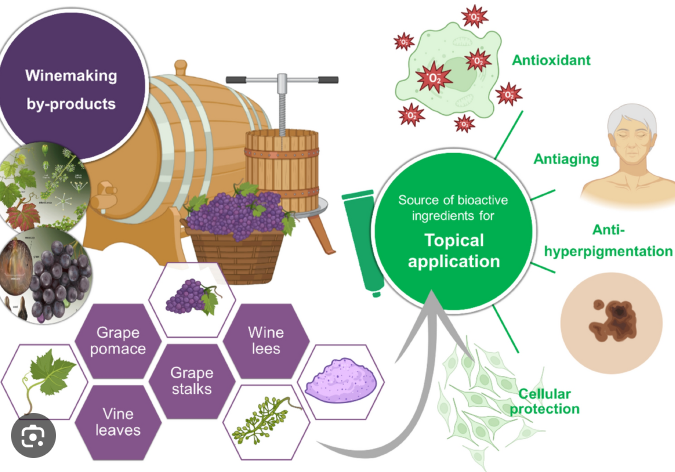 Winemaking
by-products
Antioxidant
Antiaging
Anti-
hyperpigmentation
Source of bioactive
ingredients for
Topical
application
Grape
pomace
Wine
lees
Grape
stalks
Vine
leaves
Cellular
protection